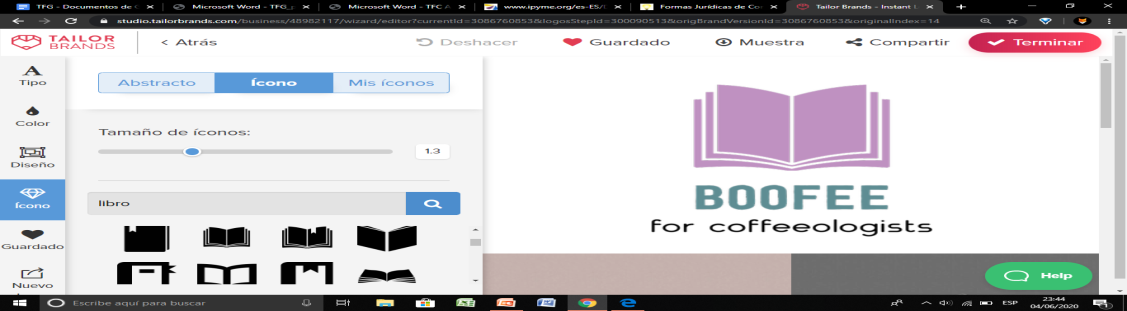 TFG - Documentos de
Microsoft Word - TFG
Microsoft Word - TFC
www.ipyme.org/es-ES/
Formas Jurídicas de
Tailor Brands - Instant
studio.tailorbrands.com/business/48982117/wizard/editor?currentId=3086760853&logosStepId=300090513&origBrandVersionId=3086760853&originalIndex=14
TAILOR
BRANDS
< Atrás
Deshacer
Guardado
Muestra
Compartir
Terminar
A
Tipo
Color
Diseño
Ícono
Guardado
Nuevo
Abstracto
Ícono
Mis íconos
Tamaño de íconos:
1.3
libro
BOOFEE
for coffeeologists
Help
Escribe aquí para buscar
ESP
23:44
04/06/2020